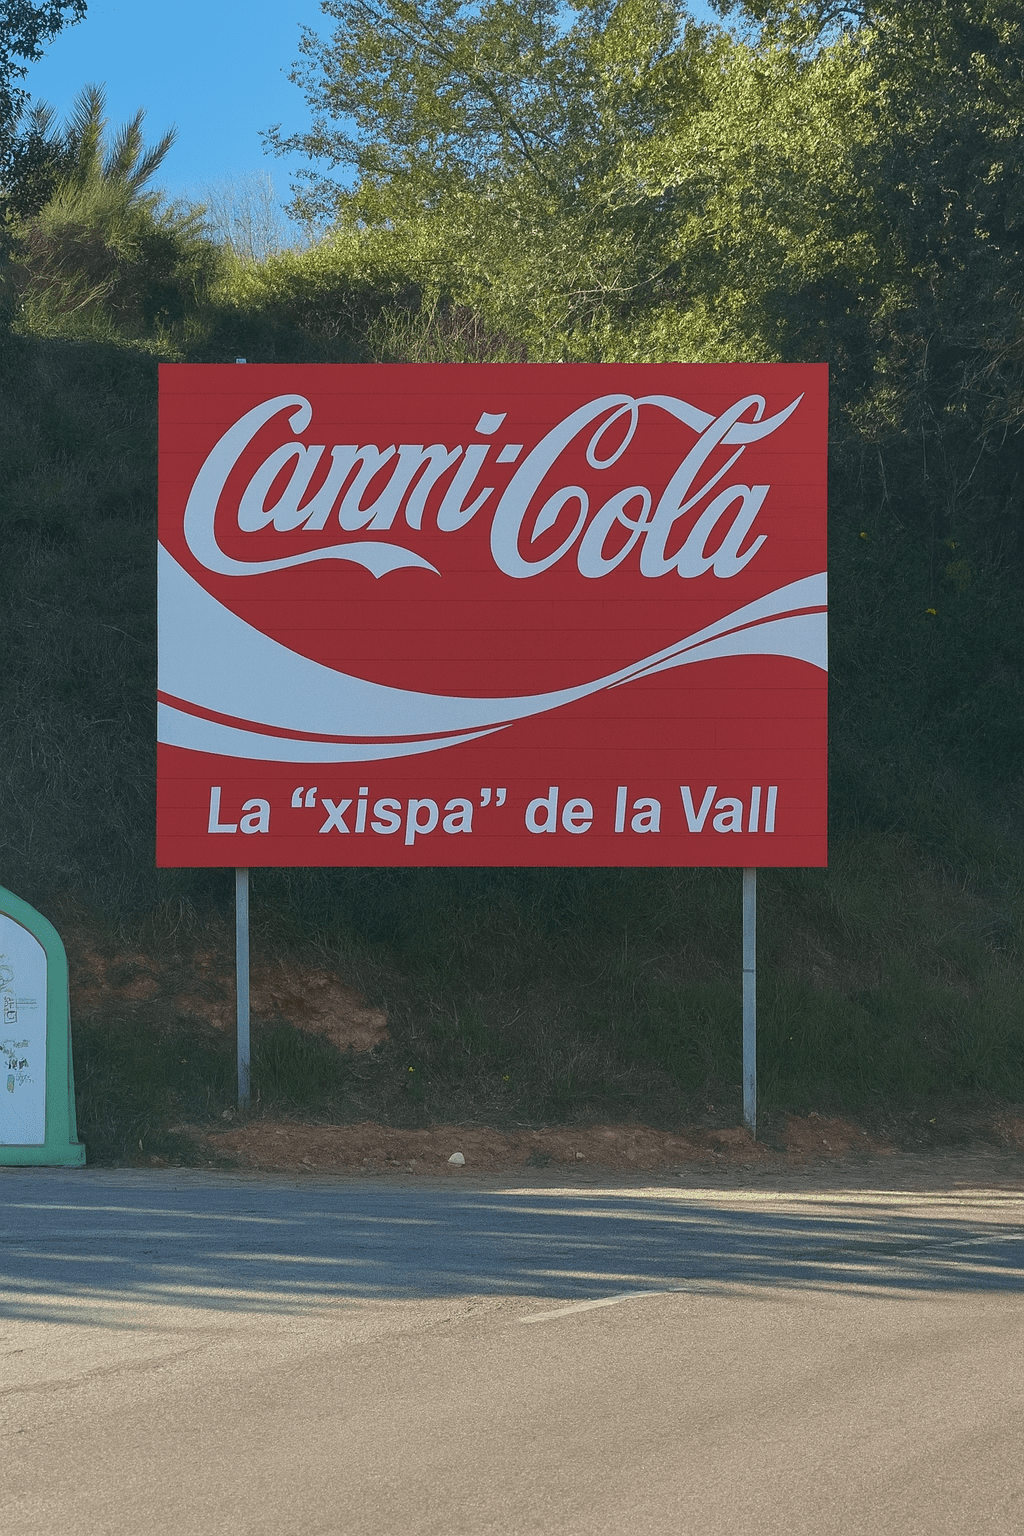 Canni-Cola
La “xispa” de la Vall